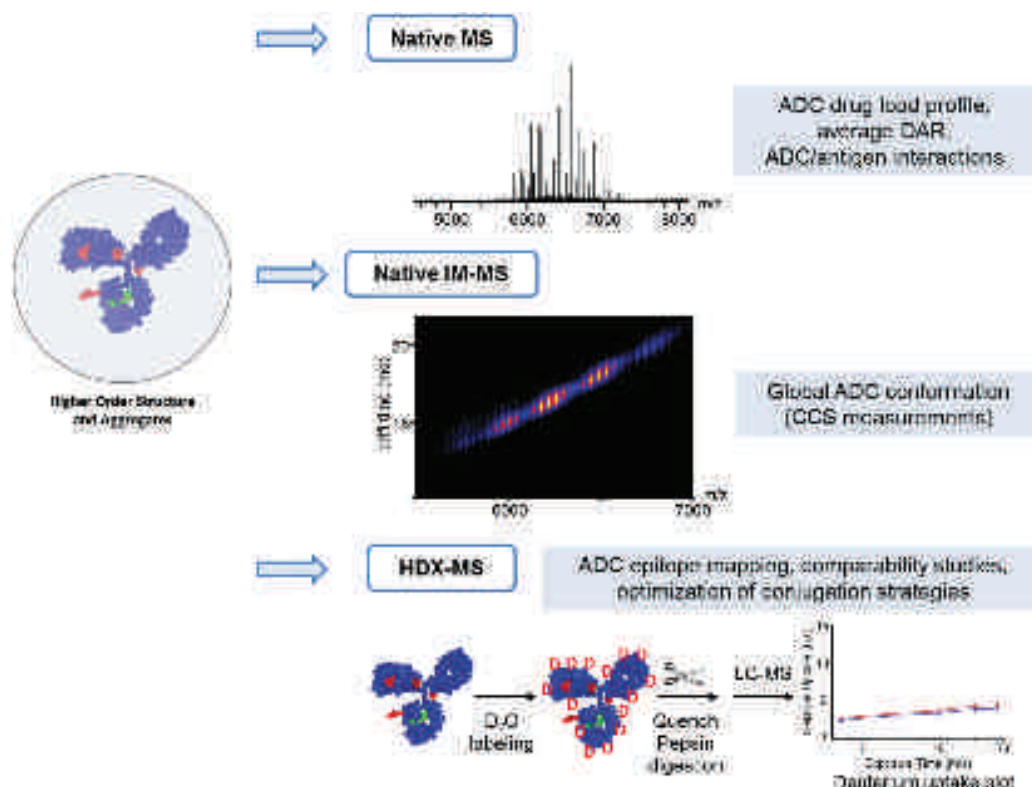 Native MS
ADC drug load profile,
average DAR
ADC/antigen interactions
m/z
5000 6000 7000 8000
Native IM-MS
Higher Order Structure
and Aggregates
Global ADC conformation
(CCS measurements)
m/z
6000 7000
HDX-MS
ADC epitope mapping, comparability studies,
optimization of conjugation strategies
D D D D D
LC-MS
D2O
labeling
Quench
Pepsin
digestion
Deuterium uptake plot